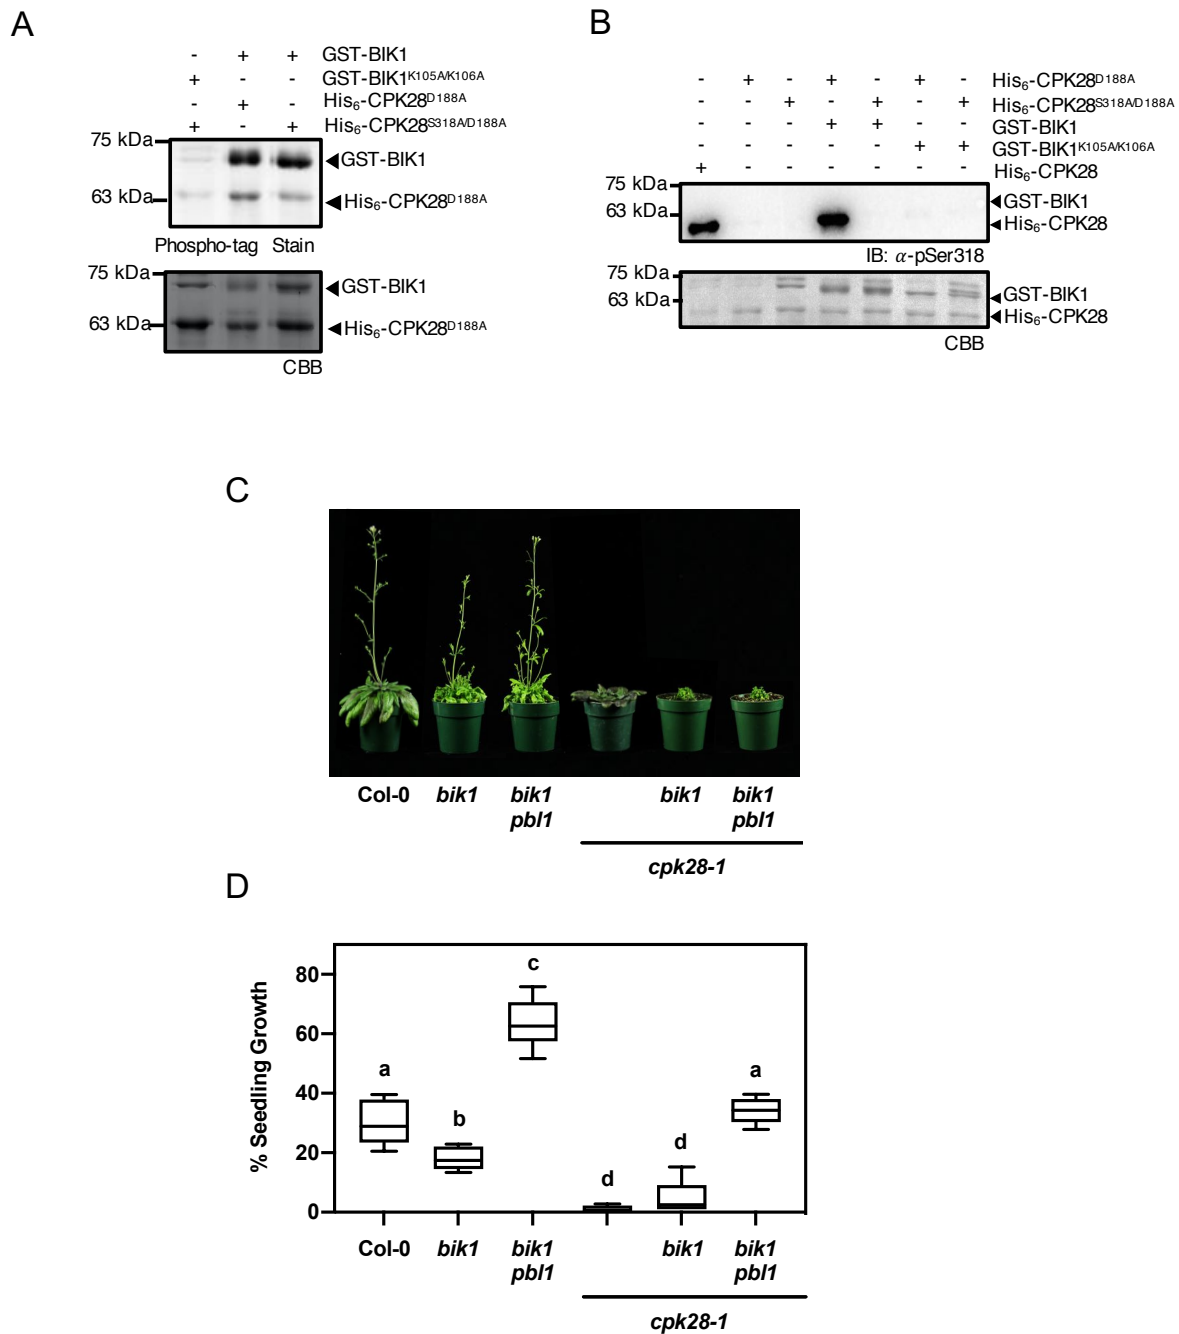 A
- + + GST-BIK1
+ - - GST-BIK1K105A/K106A
- + - His6-CPK28D188A
+ - + His6-CPK28S318A/D188A
75 kDa
GST-BIK1
63 kDa
His6-CPK28D188A
Phospho-tag Stain
75 kDa
GST-BIK1
63 kDa
His6-CPK28D188A
CBB
B
- + - + - + - His6-CPK28D188A
- - + - + - + His6-CPK28S318A/D188A
- - - + + - - GST-BIK1
- - - - - + + GST-BIK1K105A/K106A
+ - - - - - - His6-CPK28
75 kDa
GST-BIK1
63 kDa
His6-CPK28
IB: α-pSer318
75 kDa
GST-BIK1
63 kDa
His6-CPK28
CBB
C
Col-0 bik1 bik1 bik1 bik1
pbl1 pbl1
cpk28-1
D
% Seedling Growth
80
60
40
20
0
a b c d d a
Col-0 bik1 bik1 bik1 bik1
pbl1 pbl1
cpk28-1